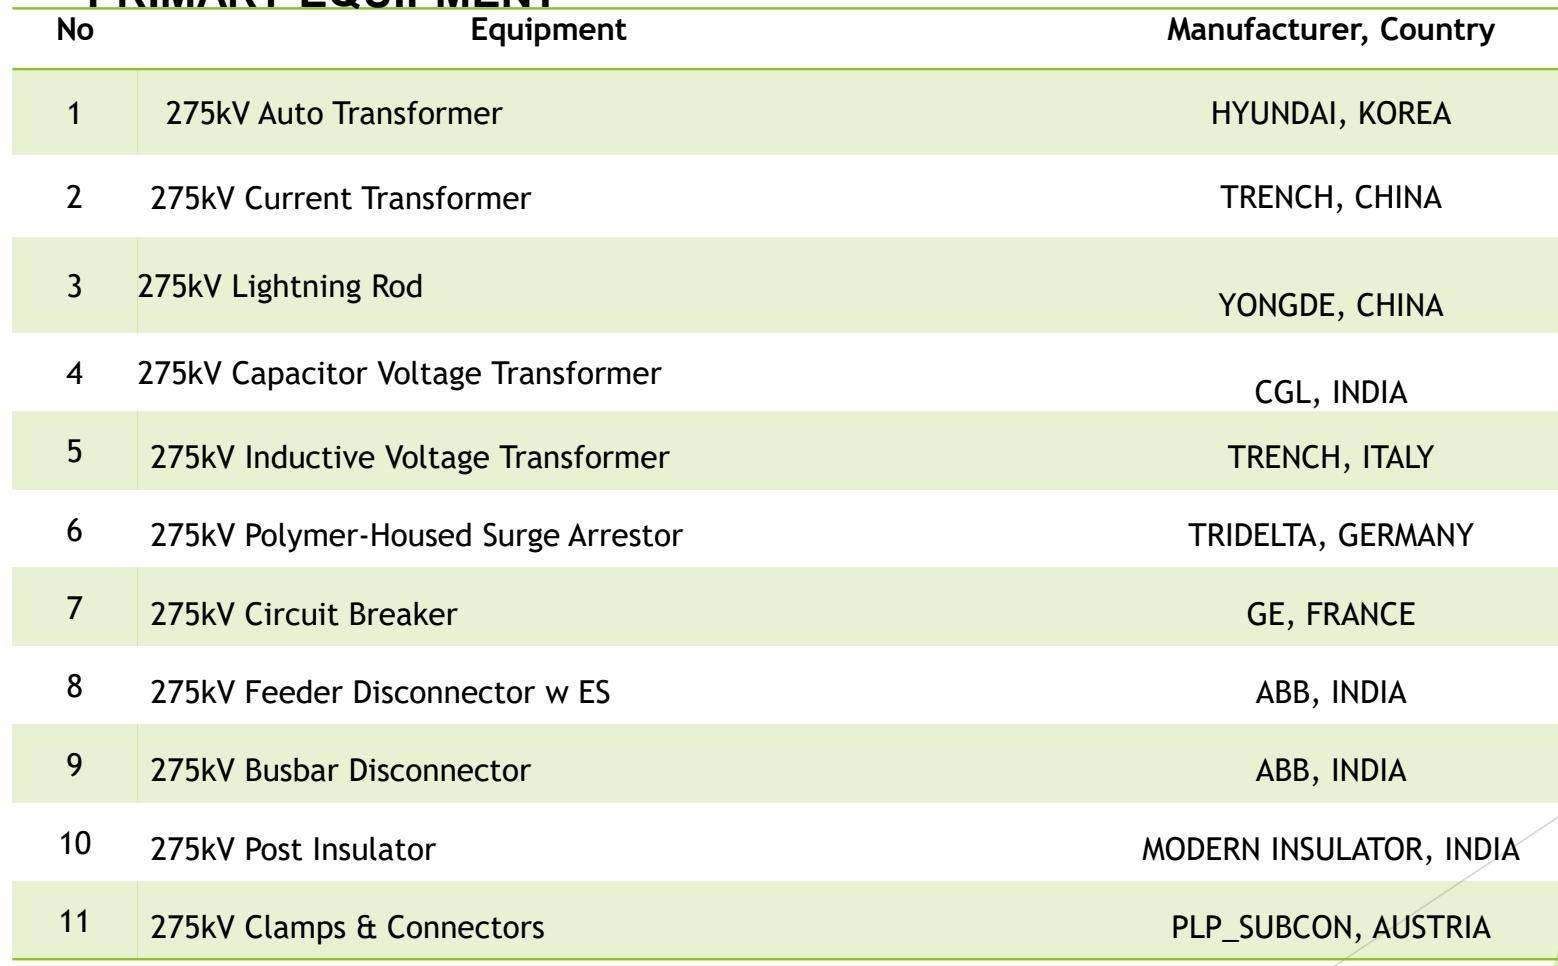 PRIMARY EQUIPMENT
No Equipment Manufacturer, Country
1 275kV Auto Transformer HYUNDAI, KOREA
2 275kV Current Transformer TRENCH, CHINA
3 275kV Lightning Rod YONGDE, CHINA
4 275kV Capacitor Voltage Transformer CGL, INDIA
5 275kV Inductive Voltage Transformer TRENCH, ITALY
6 275kV Polymer-Housed Surge Arrestor TRIDELTA, GERMANY
7 275kV Circuit Breaker GE, FRANCE
8 275kV Feeder Disconnector w ES ABB, INDIA
9 275kV Busbar Disconnector ABB, INDIA
10 275kV Post Insulator MODERN INSULATOR, INDIA
11 275kV Clamps & Connectors PLP_SUBCON, AUSTRIA